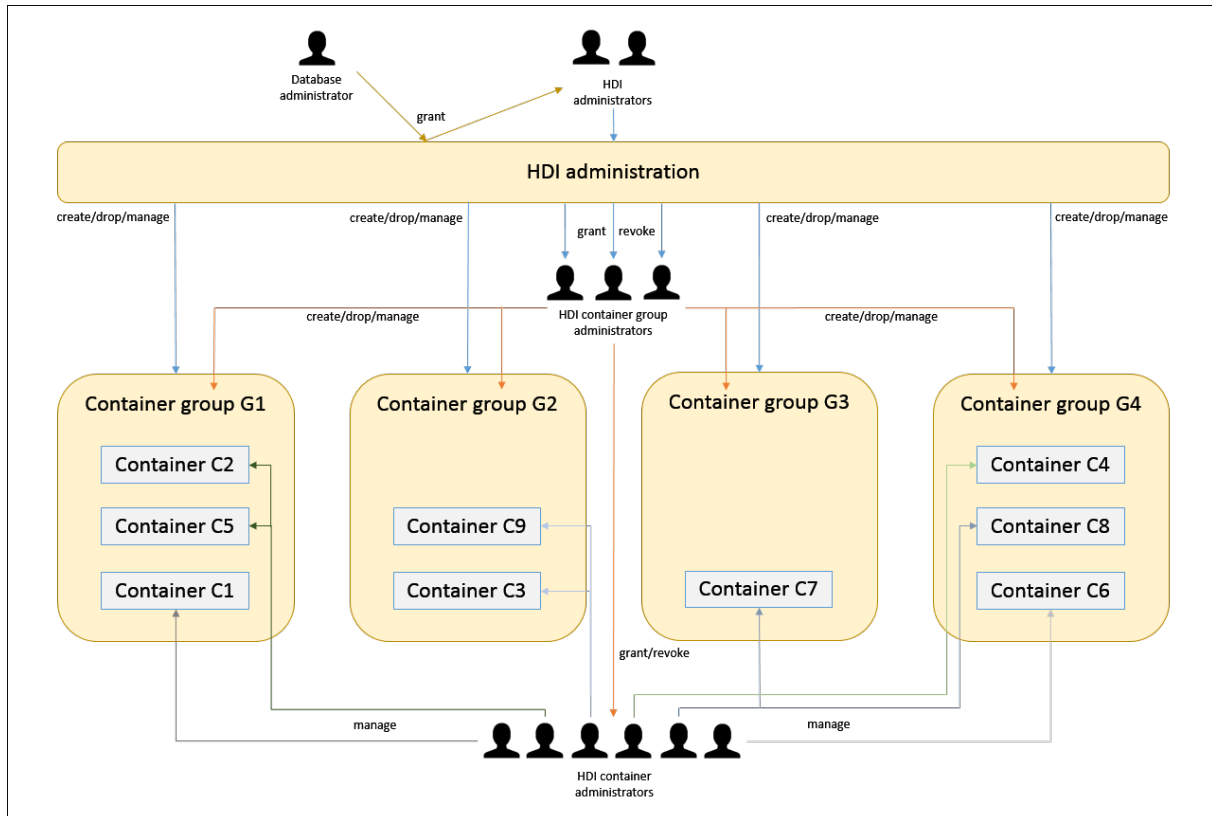 Database
administrator
HDI
administrators
grant
HDI administration
create/drop/manage
create/drop/manage
grant
revoke
create/drop/manage
create/drop/manage
HDI container group
administrators
create/drop/manage
create/drop/manage
Container group G1
Container group G2
Container group G3
Container group G4
Container C2
Container C4
Container C5
Container C9
Container C8
Container C1
Container C3
Container C7
Container C6
grant/revoke
manage
manage
HDI container
administrators